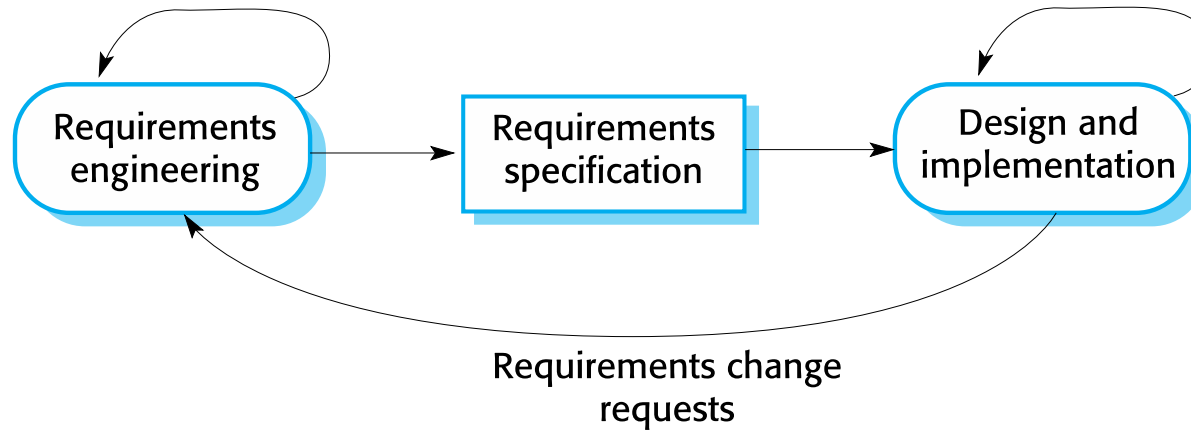 Requirements
engineering
Requirements
specification
Design and
implementation
Requirements change
requests